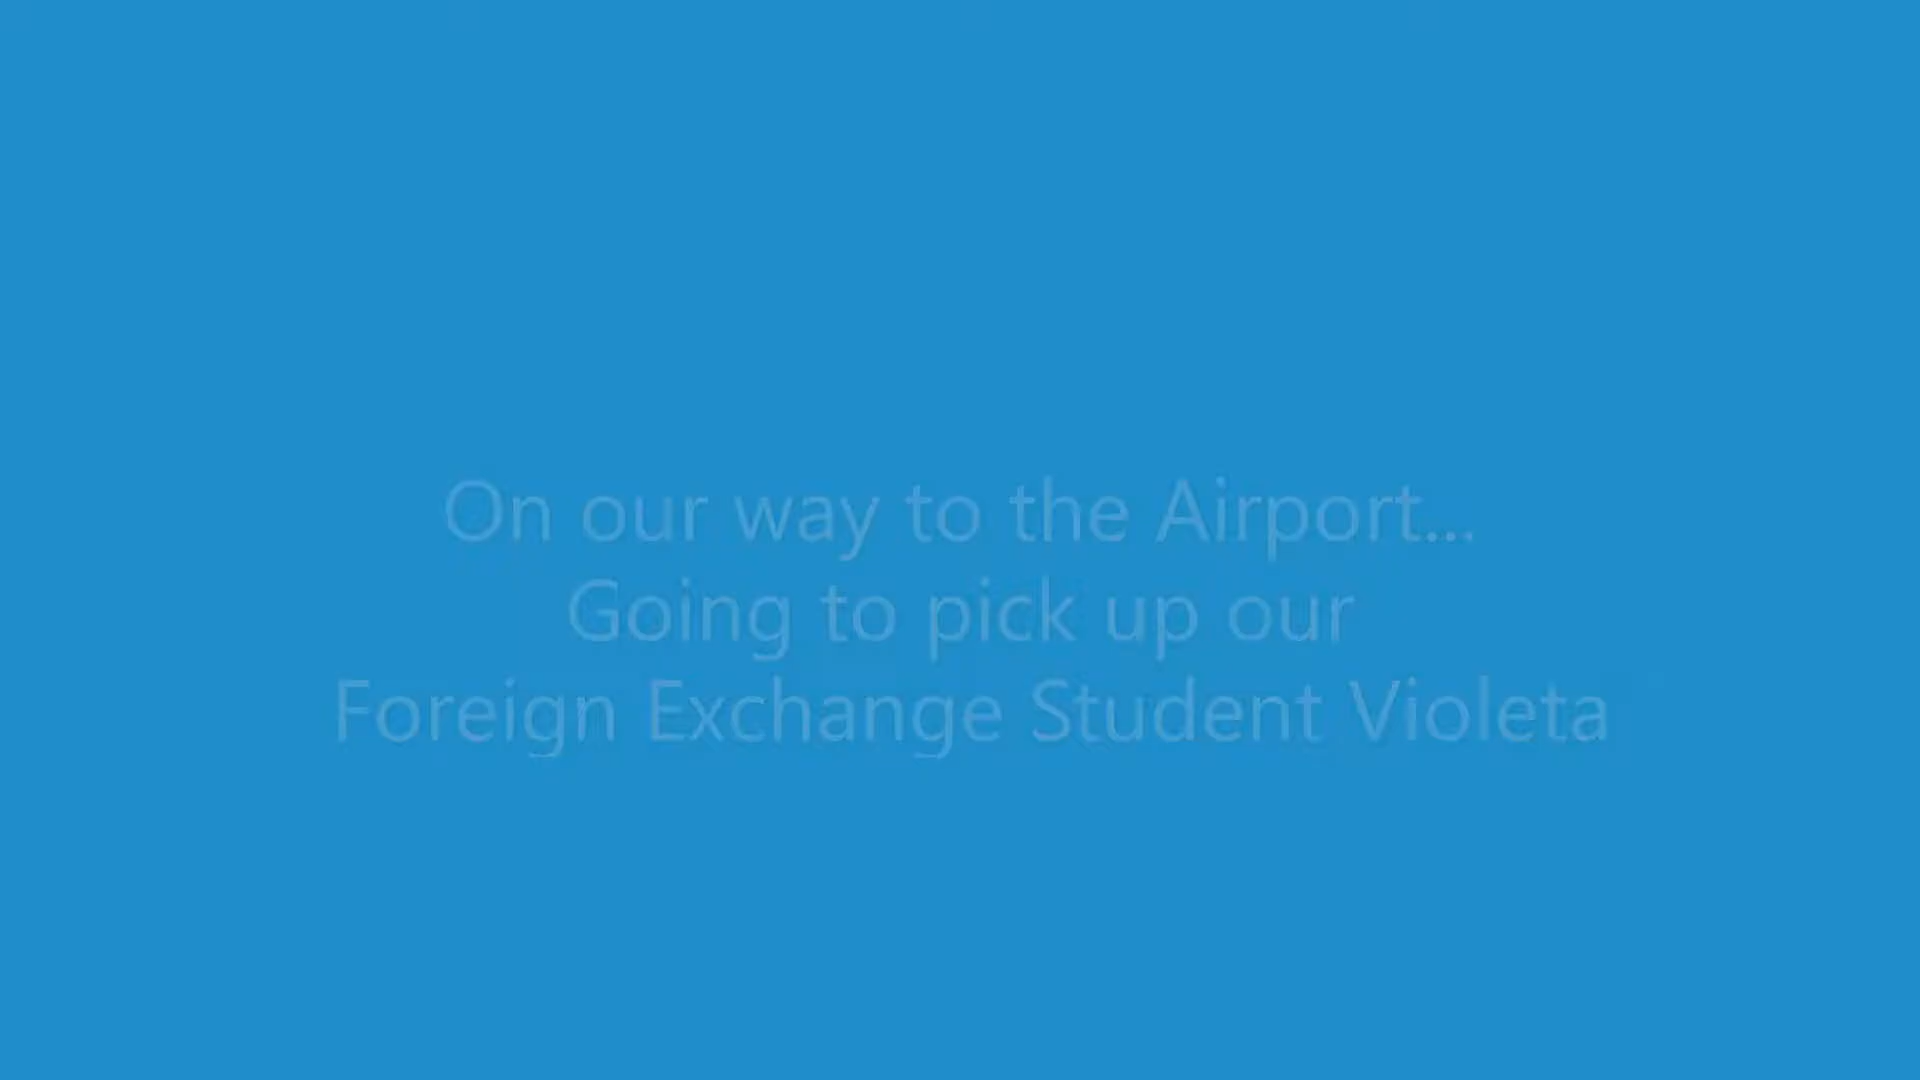 On our way to the Airport...
Going to pick up our
Foreign Exchange Student Violeta